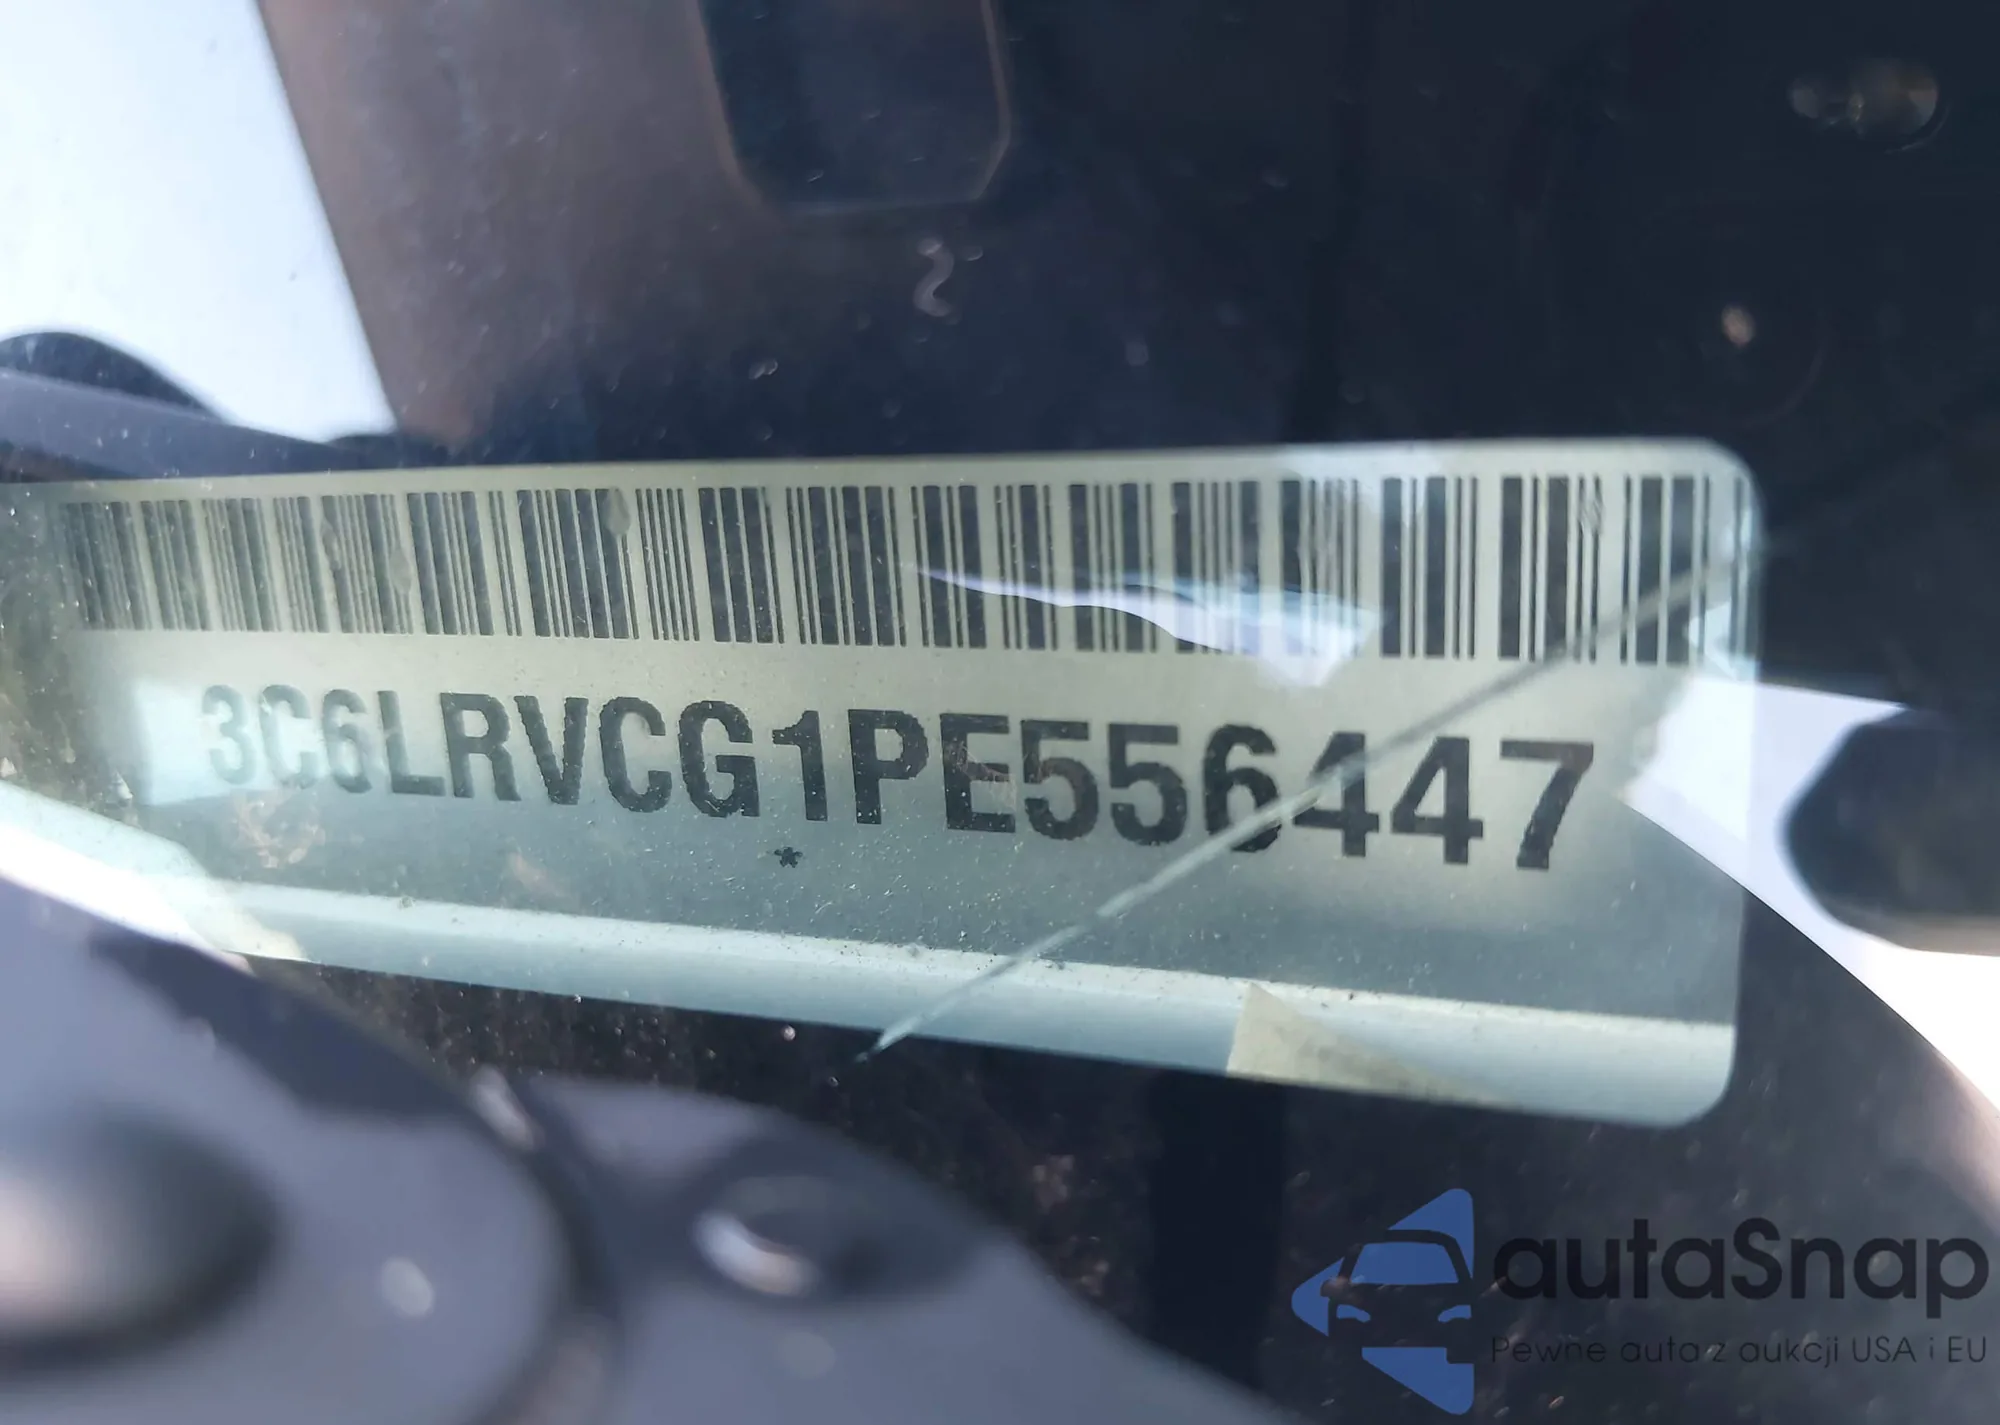 3C6LRVCG1PE556447
*
autaSnap
Pewne auta z aukcji USA i EU